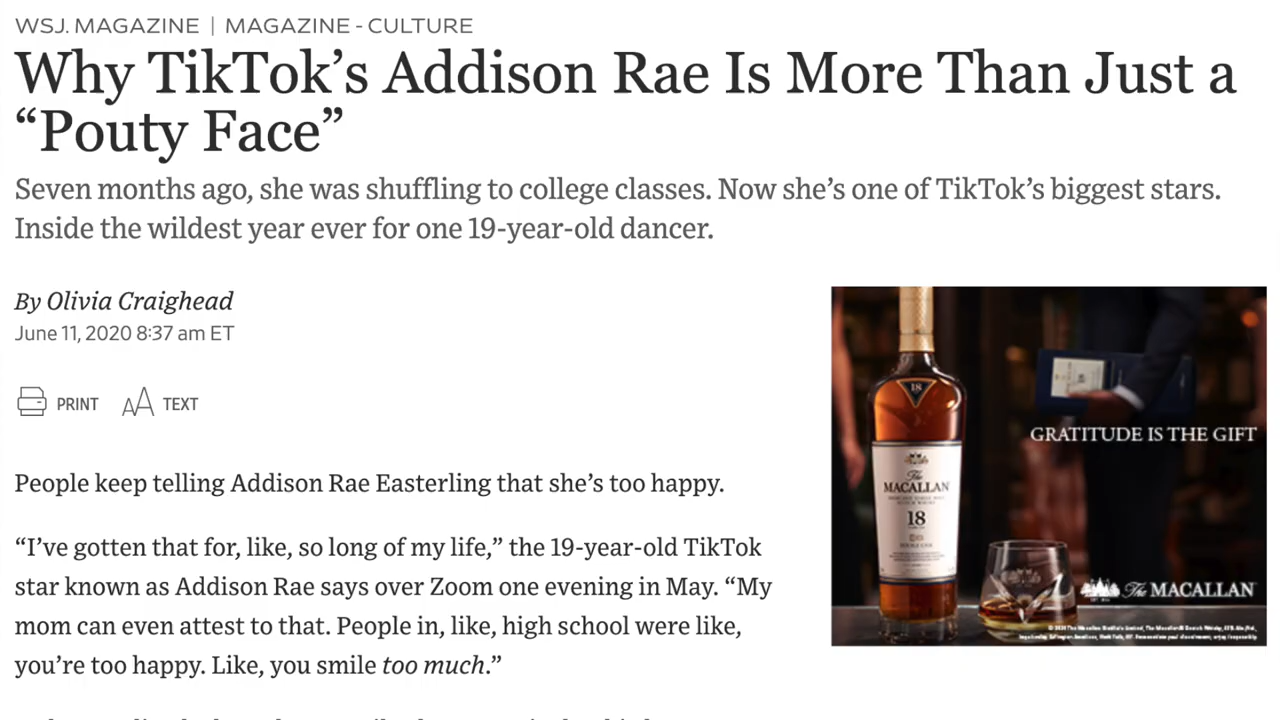 WSJ. MAGAZINE | MAGAZINE - CULTURE
Why TikTok’s Addison Rae Is More Than Just a
“Pouty Face”
Seven months ago, she was shuffling to college classes. Now she’s one of TikTok’s biggest stars.
Inside the wildest year ever for one 19-year-old dancer.
By Olivia Craighead
June 11, 2020 8:37 am ET
PRINT AA TEXT
People keep telling Addison Rae Easterling that she’s too happy.
“I’ve gotten that for, like, so long of my life,” the 19-year-old TikTok
star known as Addison Rae says over Zoom one evening in May. “My
mom can even attest to that. People in, like, high school were like,
you’re too happy. Like, you smile too much.”
18
The
MACALLAN
18
GRATITUDE IS THE GIFT
The MACALLAN